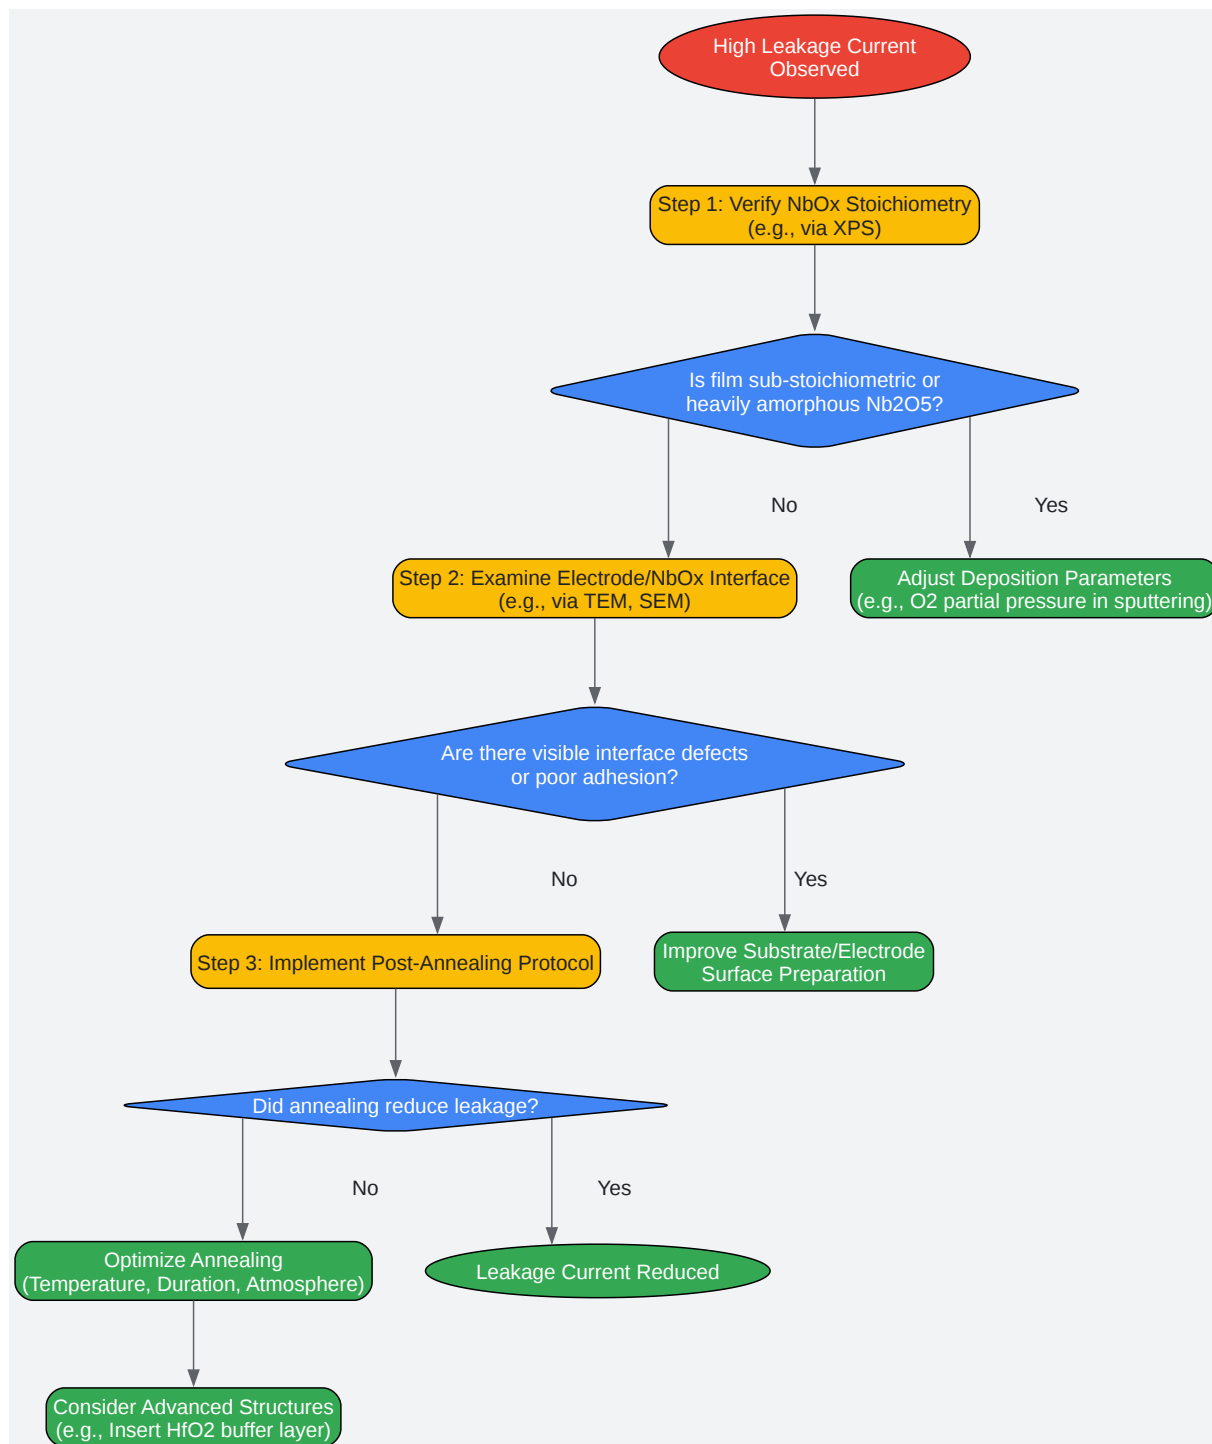 High Leakage Current
Observed
Step 1: Verify NbOx Stoichiometry
(e.g., via XPS)
Is film sub-stoichiometric or
heavily amorphous Nb2O5?
No
Yes
Step 2: Examine Electrode/NbOx Interface
(e.g., via TEM, SEM)
Adjust Deposition Parameters
(e.g., O2 partial pressure in sputtering)
Are there visible interface defects
or poor adhesion?
No
Yes
Step 3: Implement Post-Annealing Protocol
Improve Substrate/Electrode
Surface Preparation
Did annealing reduce leakage?
No
Yes
Optimize Annealing
(Temperature, Duration, Atmosphere)
Leakage Current Reduced
Consider Advanced Structures
(e.g., Insert HfO2 buffer layer)